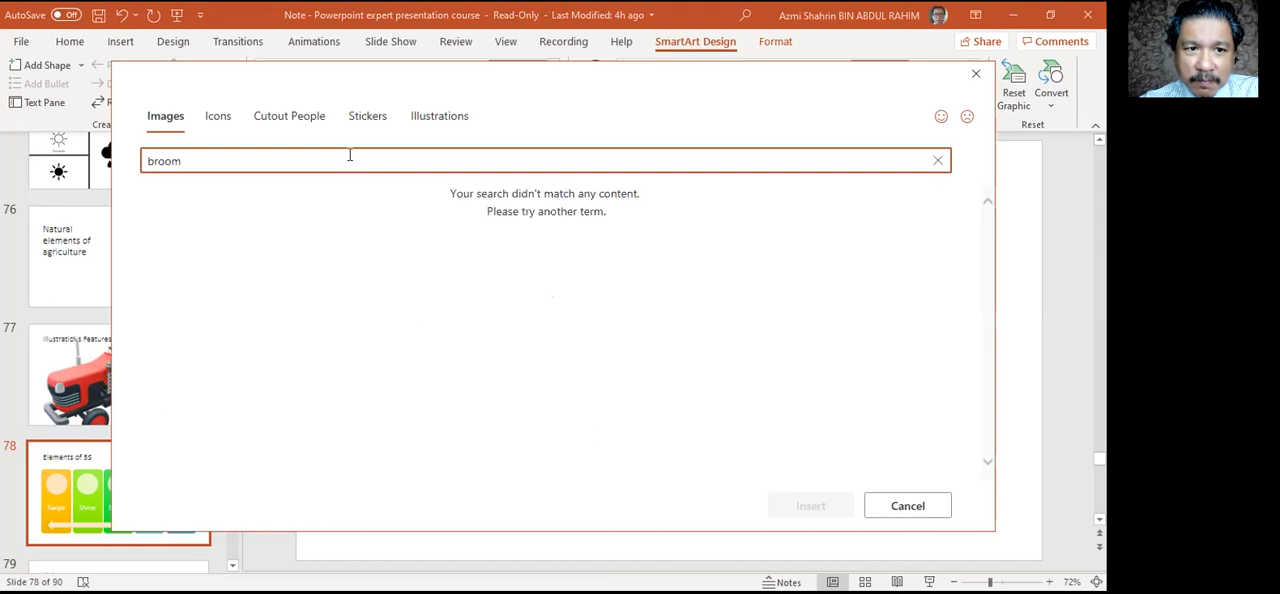 AutoSave Off Note - Powerpoint expert presentation course - Read-Only - Last Modified: 4h ago Azmi Shahrin BIN ABDUL RAHIM
File Home Insert Design Transitions Animations Slide Show Review View Recording Help SmartArt Design Format Share Comments
Add Shape
Add Bullet
Text Pane
Reset Graphic
Convert
Reset
Images Icons Cutout People Stickers Illustrations
broom
Your search didn't match any content.
Please try another term.
76
Natural
elements of
agriculture
77
Illustrations Features
78
Elements of 5S
Swipe Shine
79
Insert Cancel
Slide 78 of 90 Notes 72%